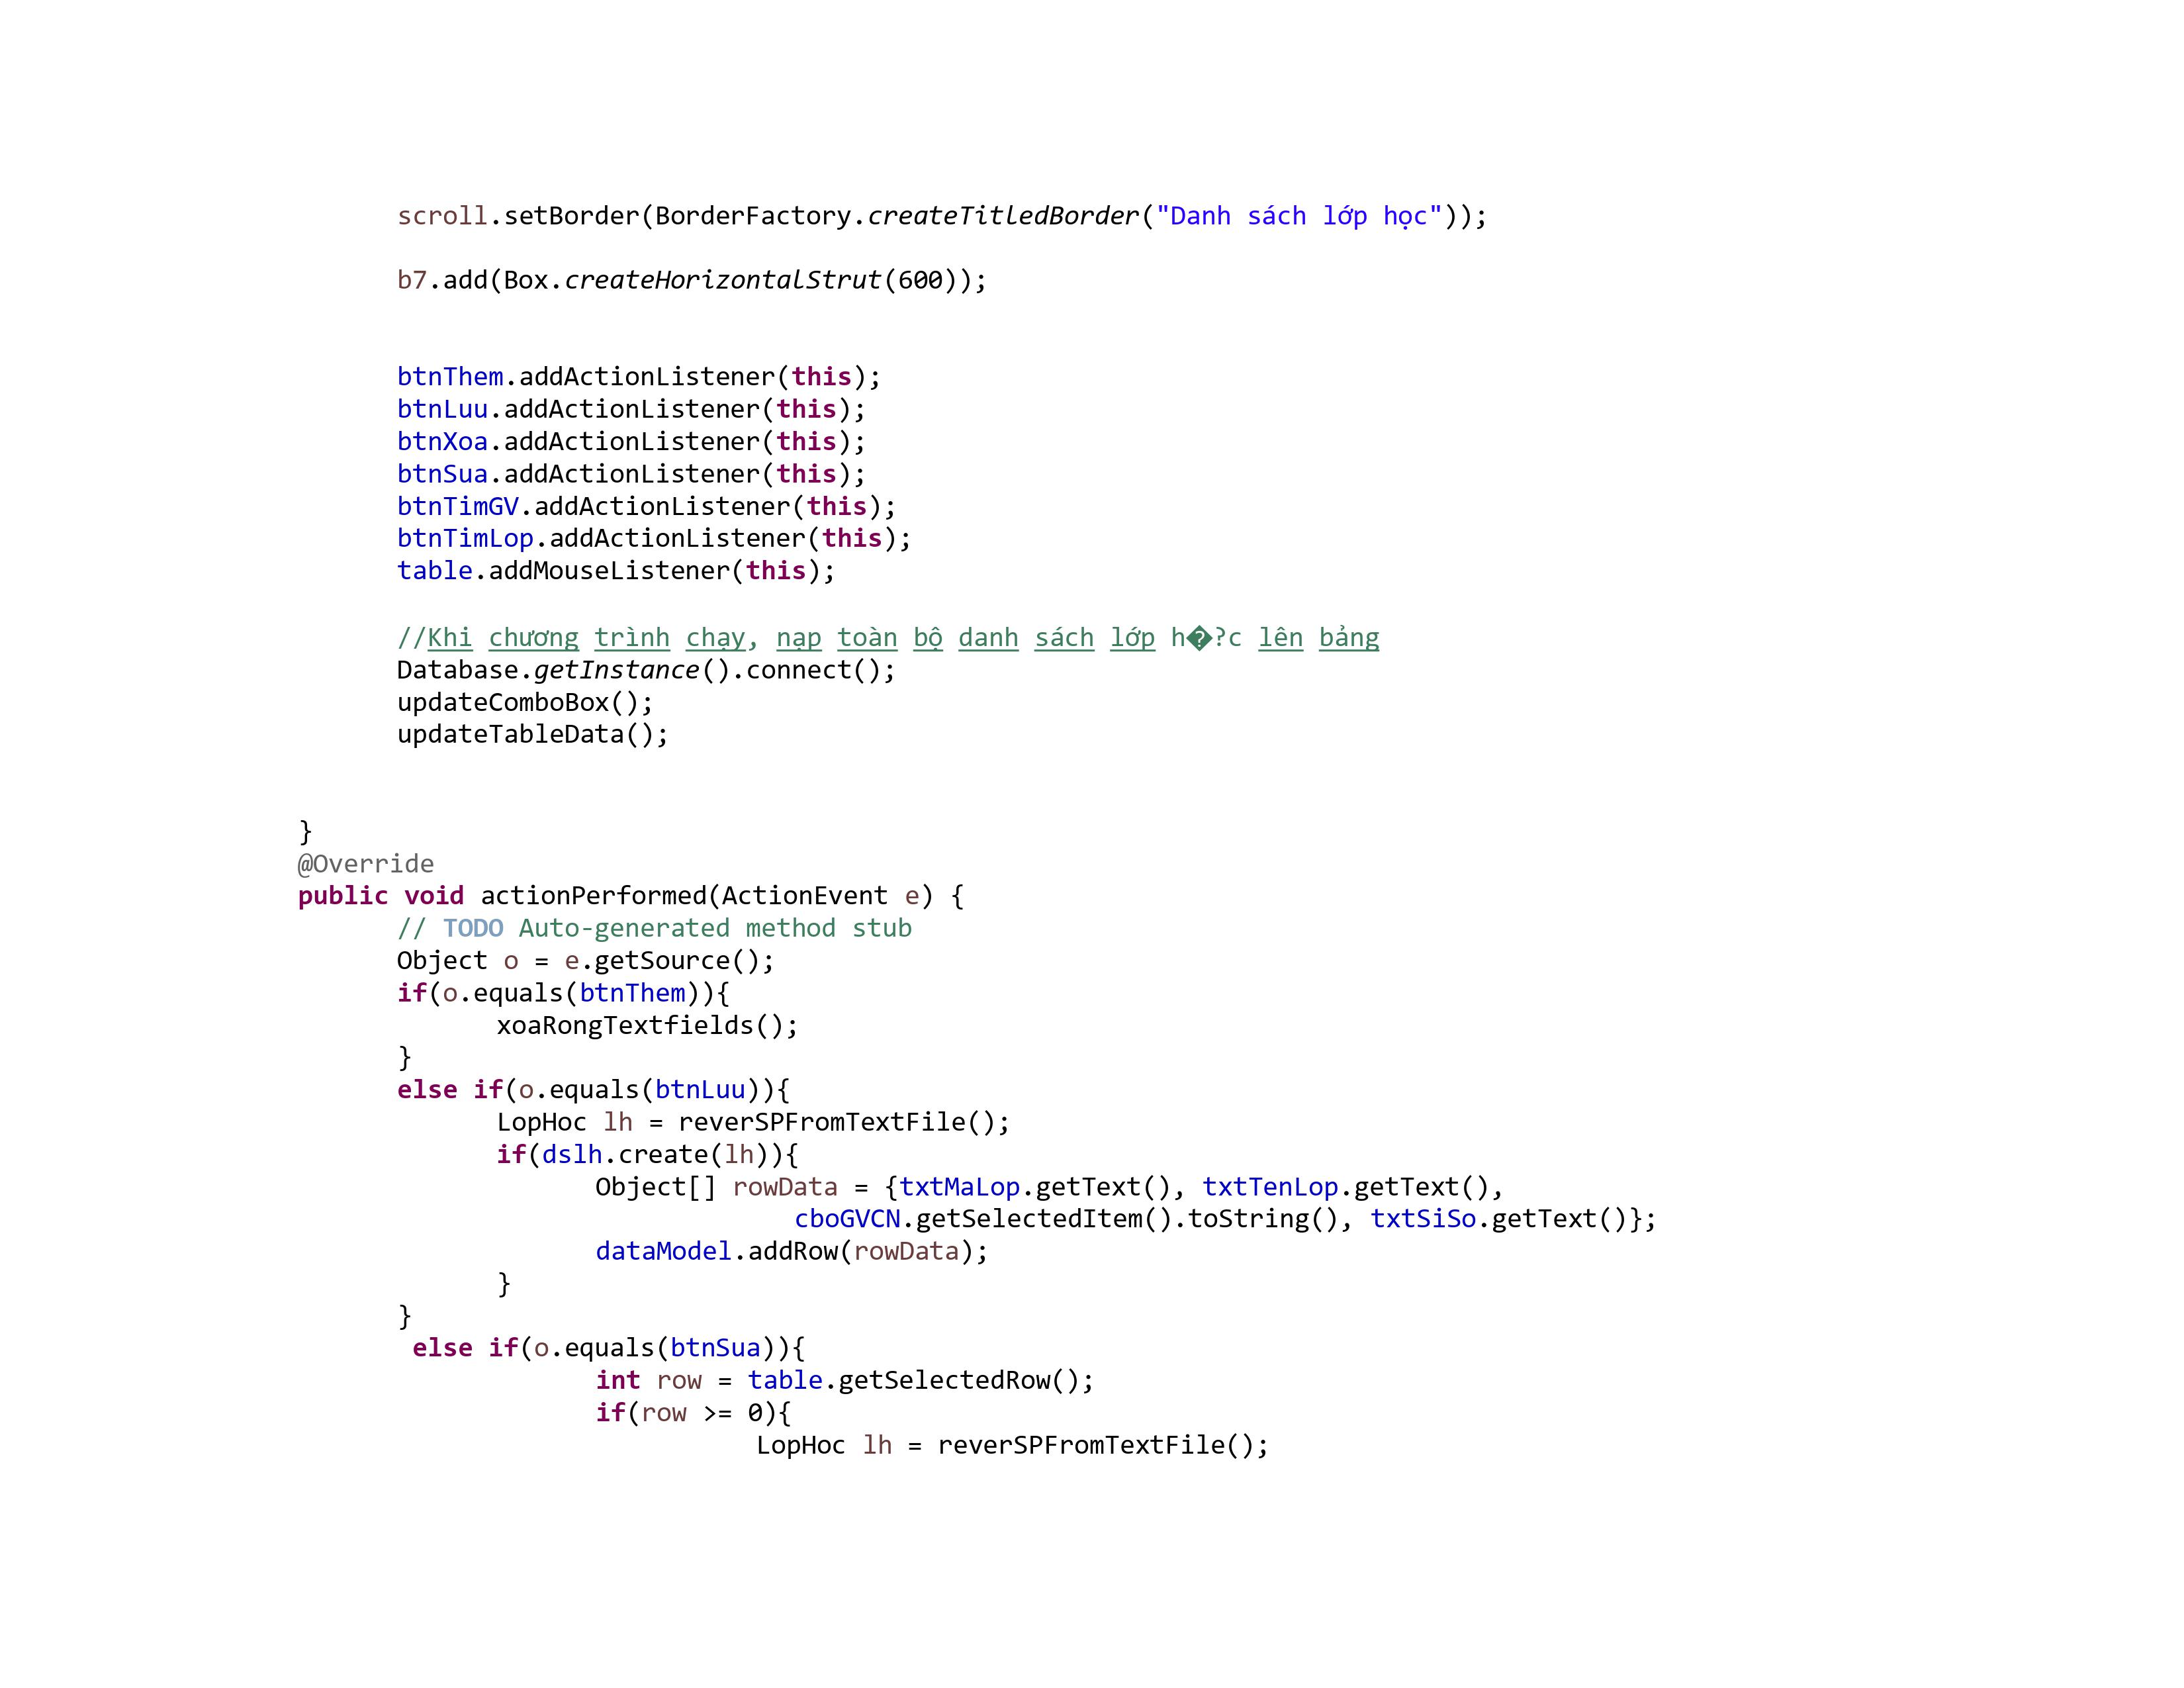 scroll.setBorder(BorderFactory.createTitledBorder("Danh sách lớp học"));
b7.add(Box.createHorizontalStrut(600));
btnThem.addActionListener(this);
btnLuu.addActionListener(this);
btnXoa.addActionListener(this);
btnSua.addActionListener(this);
btnTimGV.addActionListener(this);
btnTimLop.addActionListener(this);
table.addMouseListener(this);
//Khi chương trình chạy, nạp toàn bộ danh sách lớp h�?c lên bảng
Database.getInstance().connect();
updateComboBox();
updateTableData();
}
@Override
public void actionPerformed(ActionEvent e) {
// TODO Auto-generated method stub
Object o = e.getSource();
if(o.equals(btnThem)){
xoaRongTextfields();
}
else if(o.equals(btnLuu)){
LopHoc lh = reverSPFromTextFile();
if(dslh.create(lh)){
Object[] rowData = {txtMaLop.getText(), txtTenLop.getText(),
cboGVCN.getSelectedItem().toString(), txtSiSo.getText()};
dataModel.addRow(rowData);
}
}
else if(o.equals(btnSua)){
int row = table.getSelectedRow();
if(row >= 0){
LopHoc lh = reverSPFromTextFile();